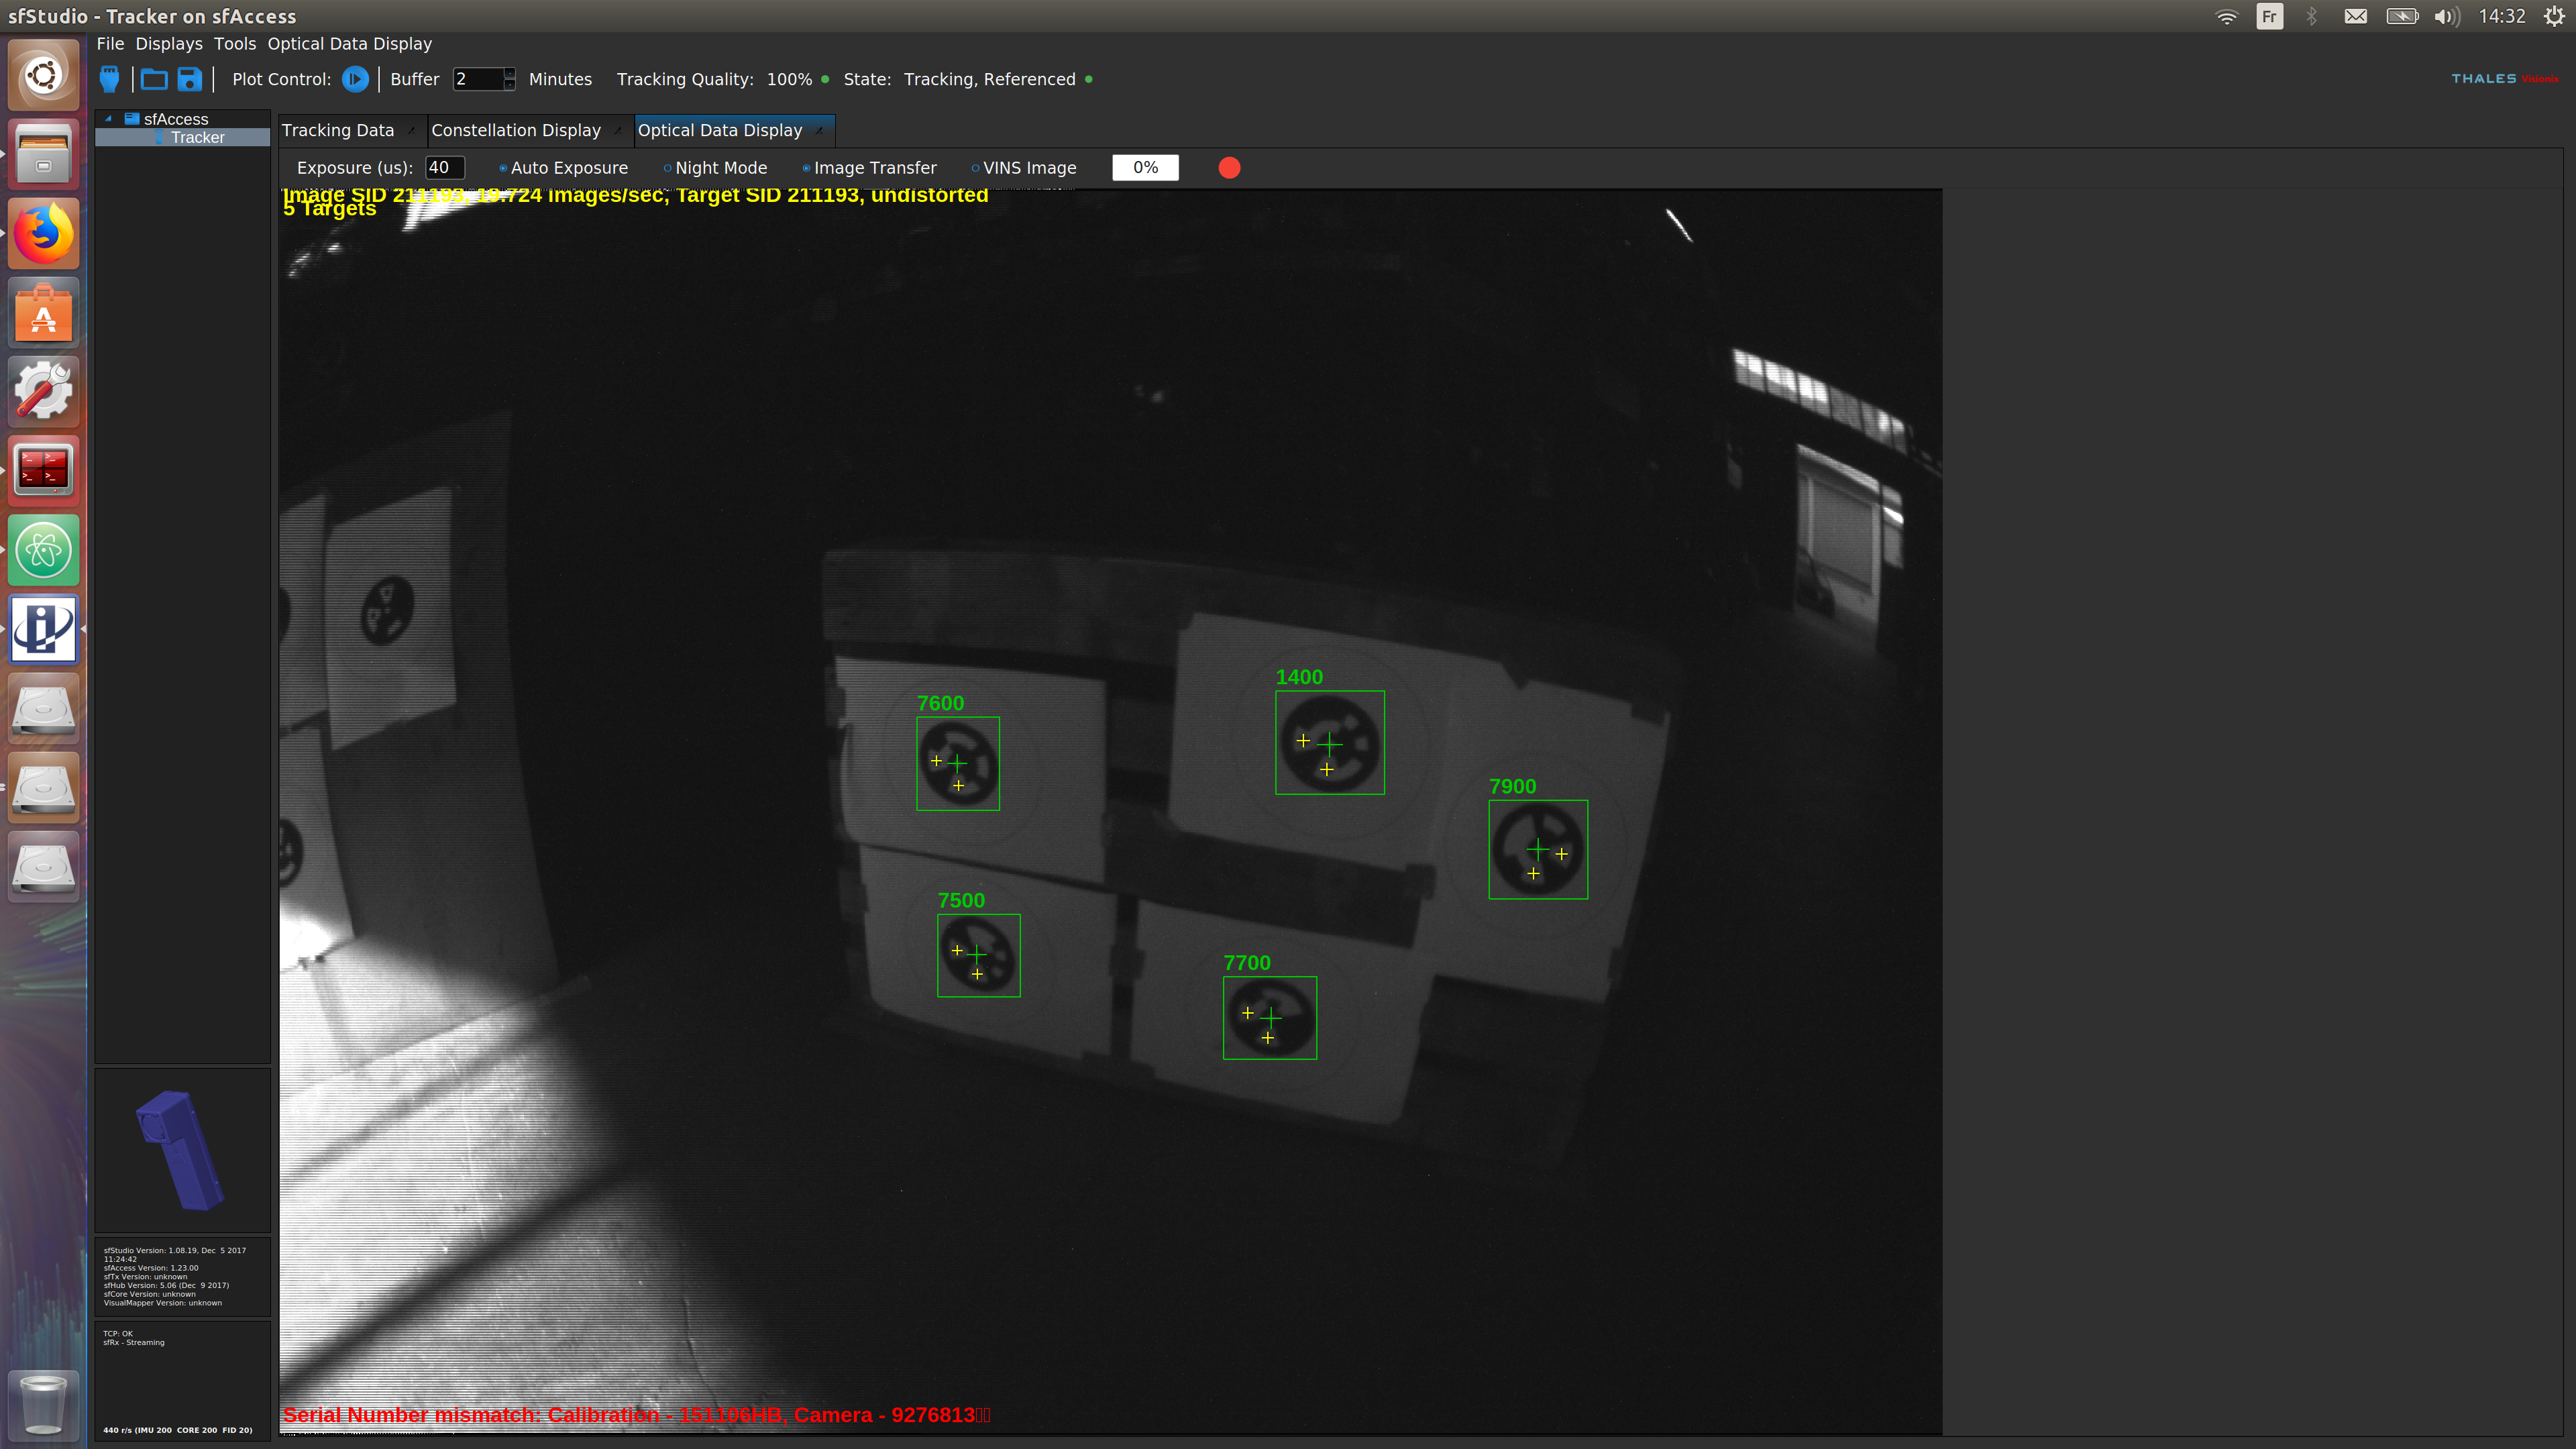 sfStudio - Tracker on sfAccess
Fr
14:32
File Displays Tools Optical Data Display
Plot Control: Buffer 2 Minutes Tracking Quality: 100% State: Tracking, Referenced
THALES Visionix
sfAccess
Tracker
Tracking Data Constellation Display Optical Data Display
Exposure (us): 40 Auto Exposure Night Mode Image Transfer VINS Image 0%
Image SID 211193, 19.724 images/sec, Target SID 211193, undistorted
5 Targets
1400
7600
7900
7500
7700
sfStudio Version: 1.08.19, Dec 5 2017
11:24:42
sfAccess Version: 1.23.00
sfTx Version: unknown
sfHub Version: 5.06 (Dec 9 2017)
sfCore Version: unknown
VisualMapper Version: unknown
TCP: OK
sfRx - Streaming
440 r/s (IMU 200 CORE 200 FID 20)
Serial Number mismatch: Calibration - 151106HB, Camera - 9276813